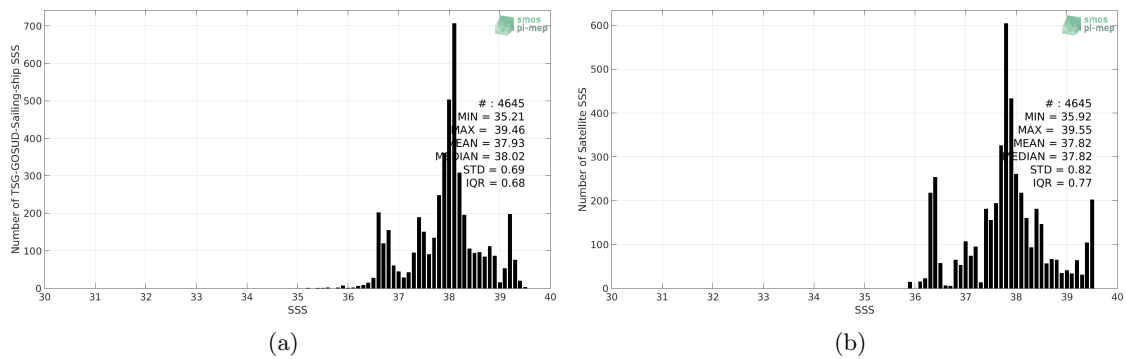 Number of TSG-GOSUD-Sailing-ship SSS
700
600
500
400
300
200
100
0
30 31 32 33 34 35 36 37 38 39 40
SSS
smos
pi-mep
# : 4645
MIN = 35.21
MAX = 39.46
MEAN = 37.93
MEDIAN = 38.02
STD = 0.69
IQR = 0.68
(a)
Number of Satellite SSS
600
500
400
300
200
100
0
30 31 32 33 34 35 36 37 38 39 40
SSS
smos
pi-mep
# : 4645
MIN = 35.92
MAX = 39.55
MEAN = 37.82
MEDIAN = 37.82
STD = 0.82
IQR = 0.77
(b)